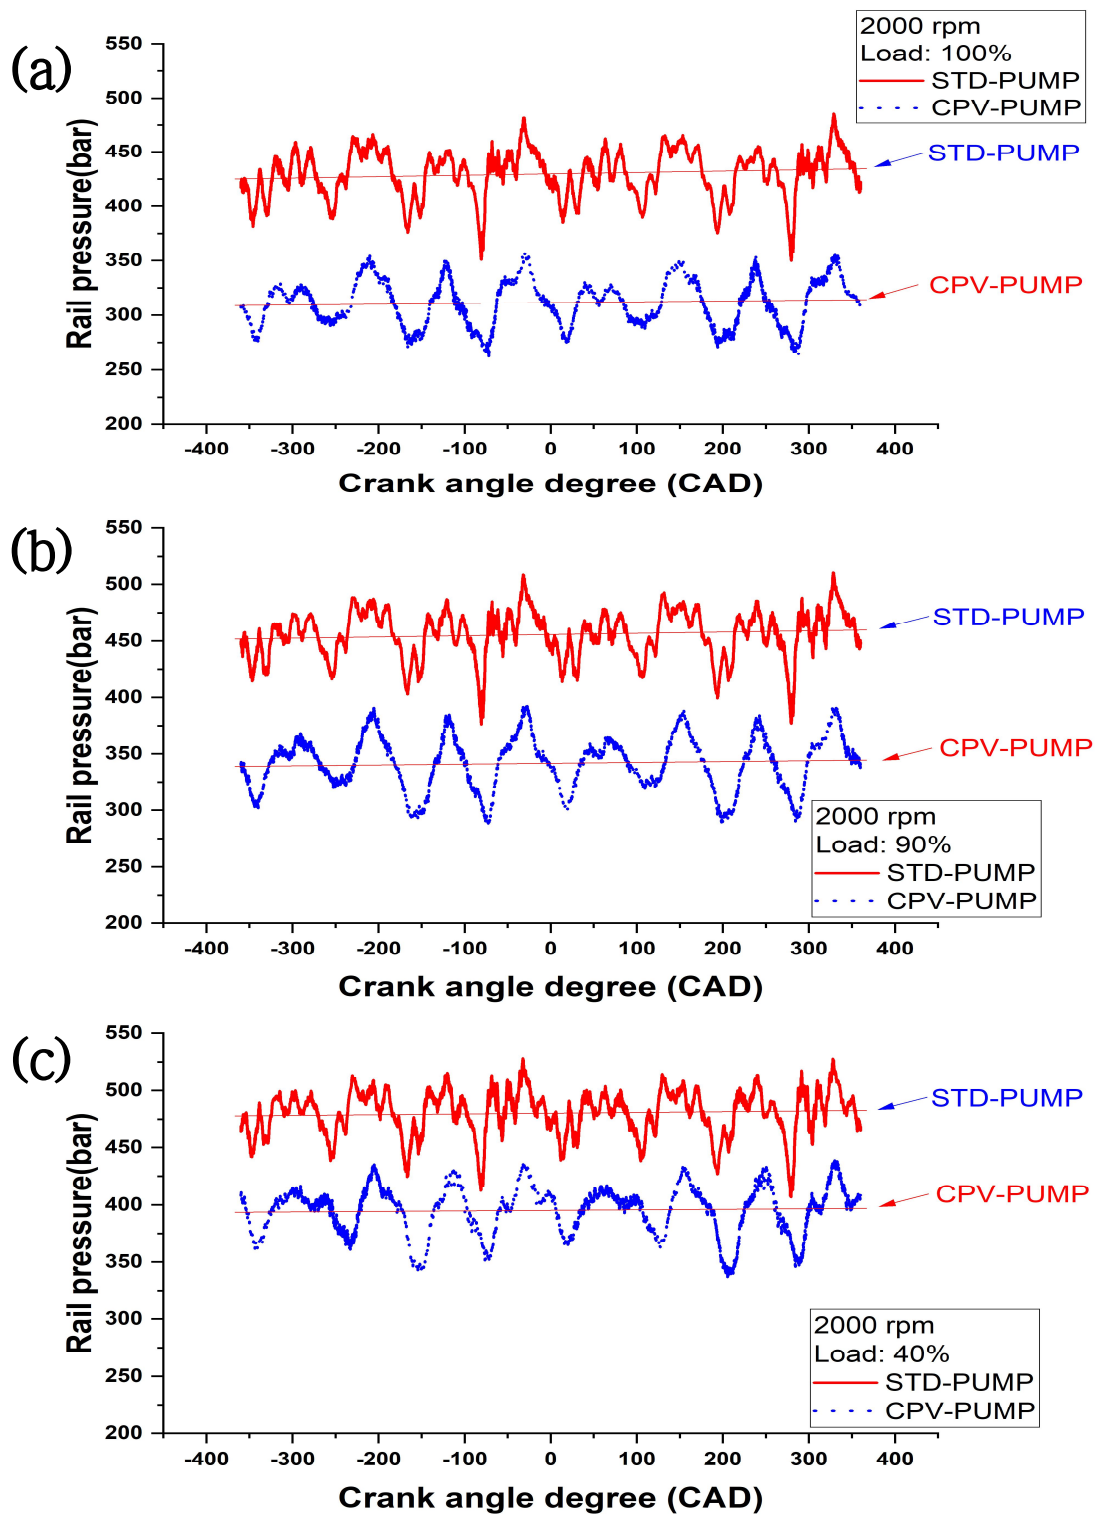 (a)
2000 rpm
Load: 100%
STD-PUMP
CPV-PUMP
550
500
450
400
350
300
250
200
Rail pressure(bar)
STD-PUMP
CPV-PUMP
-400 -300 -200 -100 0 100 200 300 400
Crank angle degree (CAD)
(b)
550
500
450
400
350
300
250
200
Rail pressure(bar)
STD-PUMP
CPV-PUMP
2000 rpm
Load: 90%
STD-PUMP
CPV-PUMP
-400 -300 -200 -100 0 100 200 300 400
Crank angle degree (CAD)
(c)
550
500
450
400
350
300
250
200
Rail pressure(bar)
STD-PUMP
CPV-PUMP
2000 rpm
Load: 40%
STD-PUMP
CPV-PUMP
-400 -300 -200 -100 0 100 200 300 400
Crank angle degree (CAD)